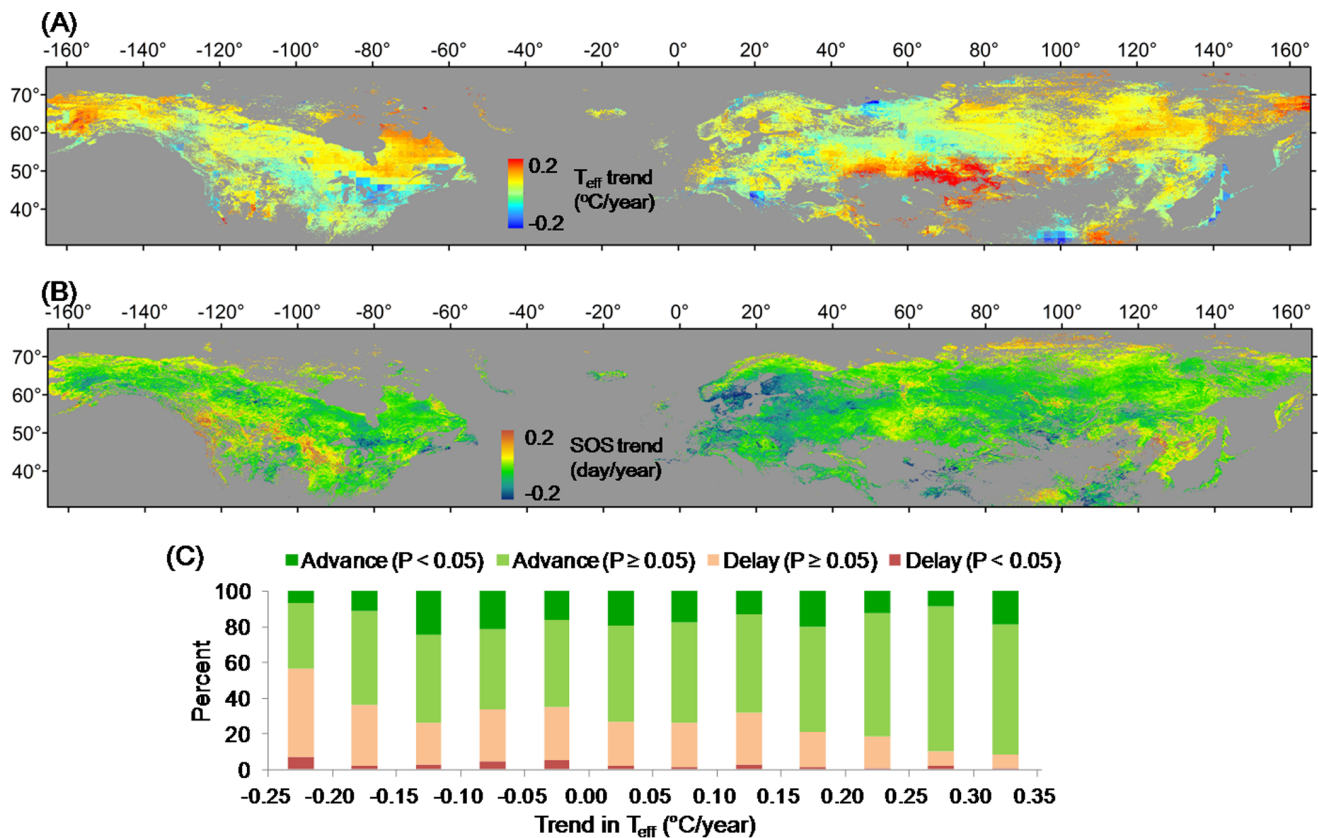 (A)
-160° -140° -120° -100° -80° -60° -40° -20° 0° 20° 40° 60° 80° 100° 120° 140° 160°
70°
60°
50°
40°
0.2
T_eff trend
(°C/year)
-0.2
(B)
-160° -140° -120° -100° -80° -60° -40° -20° 0° 20° 40° 60° 80° 100° 120° 140° 160°
70°
60°
50°
40°
0.2
SOS trend
(day/year)
-0.2
(C)
Advance (P < 0.05) Advance (P ≥ 0.05) Delay (P ≥ 0.05) Delay (P < 0.05)
100
80
60
40
20
0
Percent
-0.25 -0.20 -0.15 -0.10 -0.05 0.00 0.05 0.10 0.15 0.20 0.25 0.30 0.35
Trend in T_eff (°C/year)